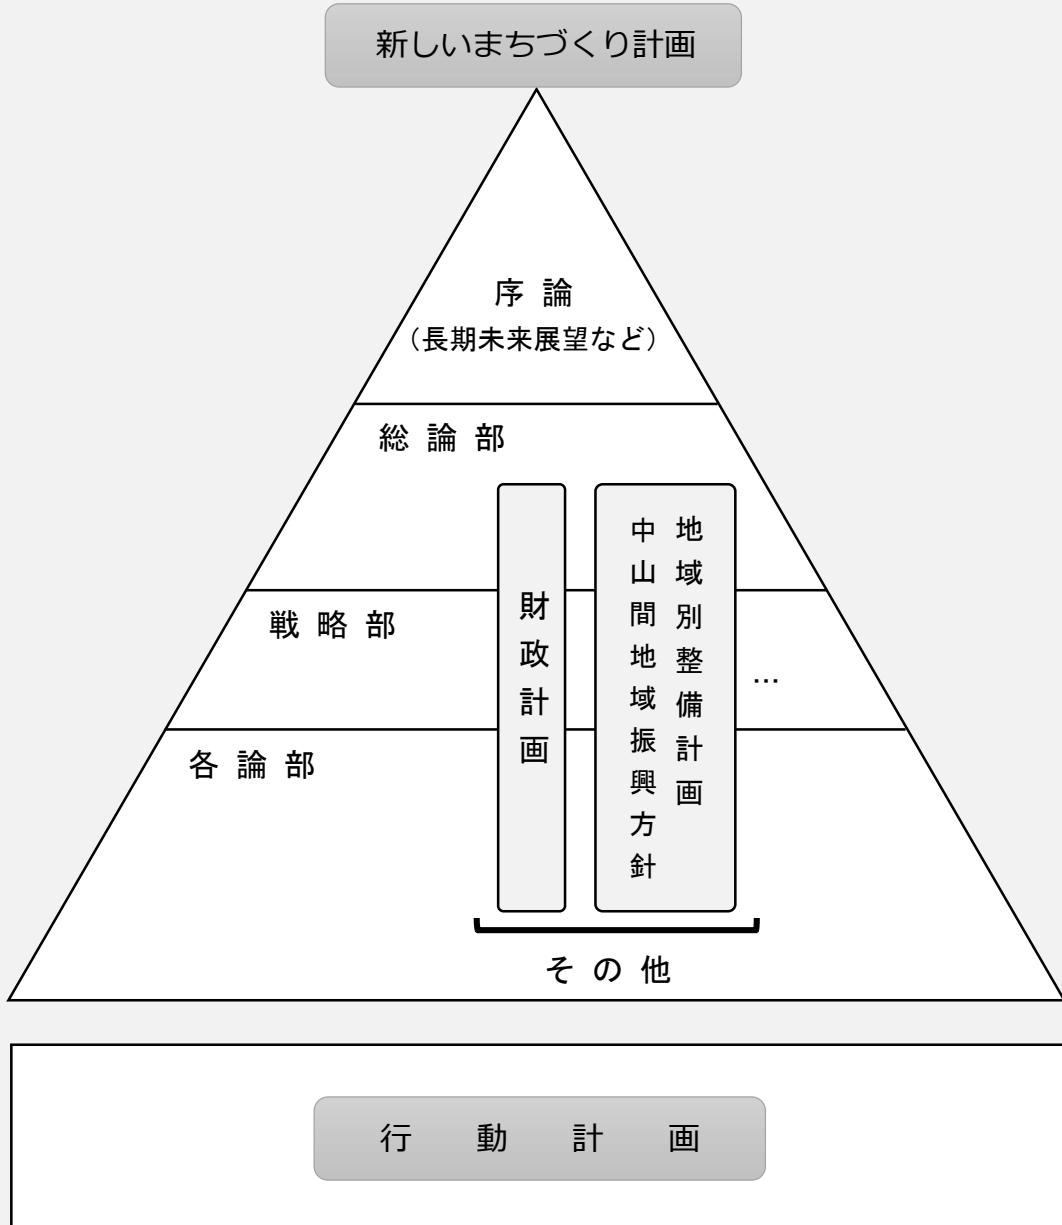 新しいまちづくり計画
序論
（長期未来展望など）
総論部
財政計画
地域別整備計画
中山間地域振興方針
戦略部
…
各論部
その他
行動計画